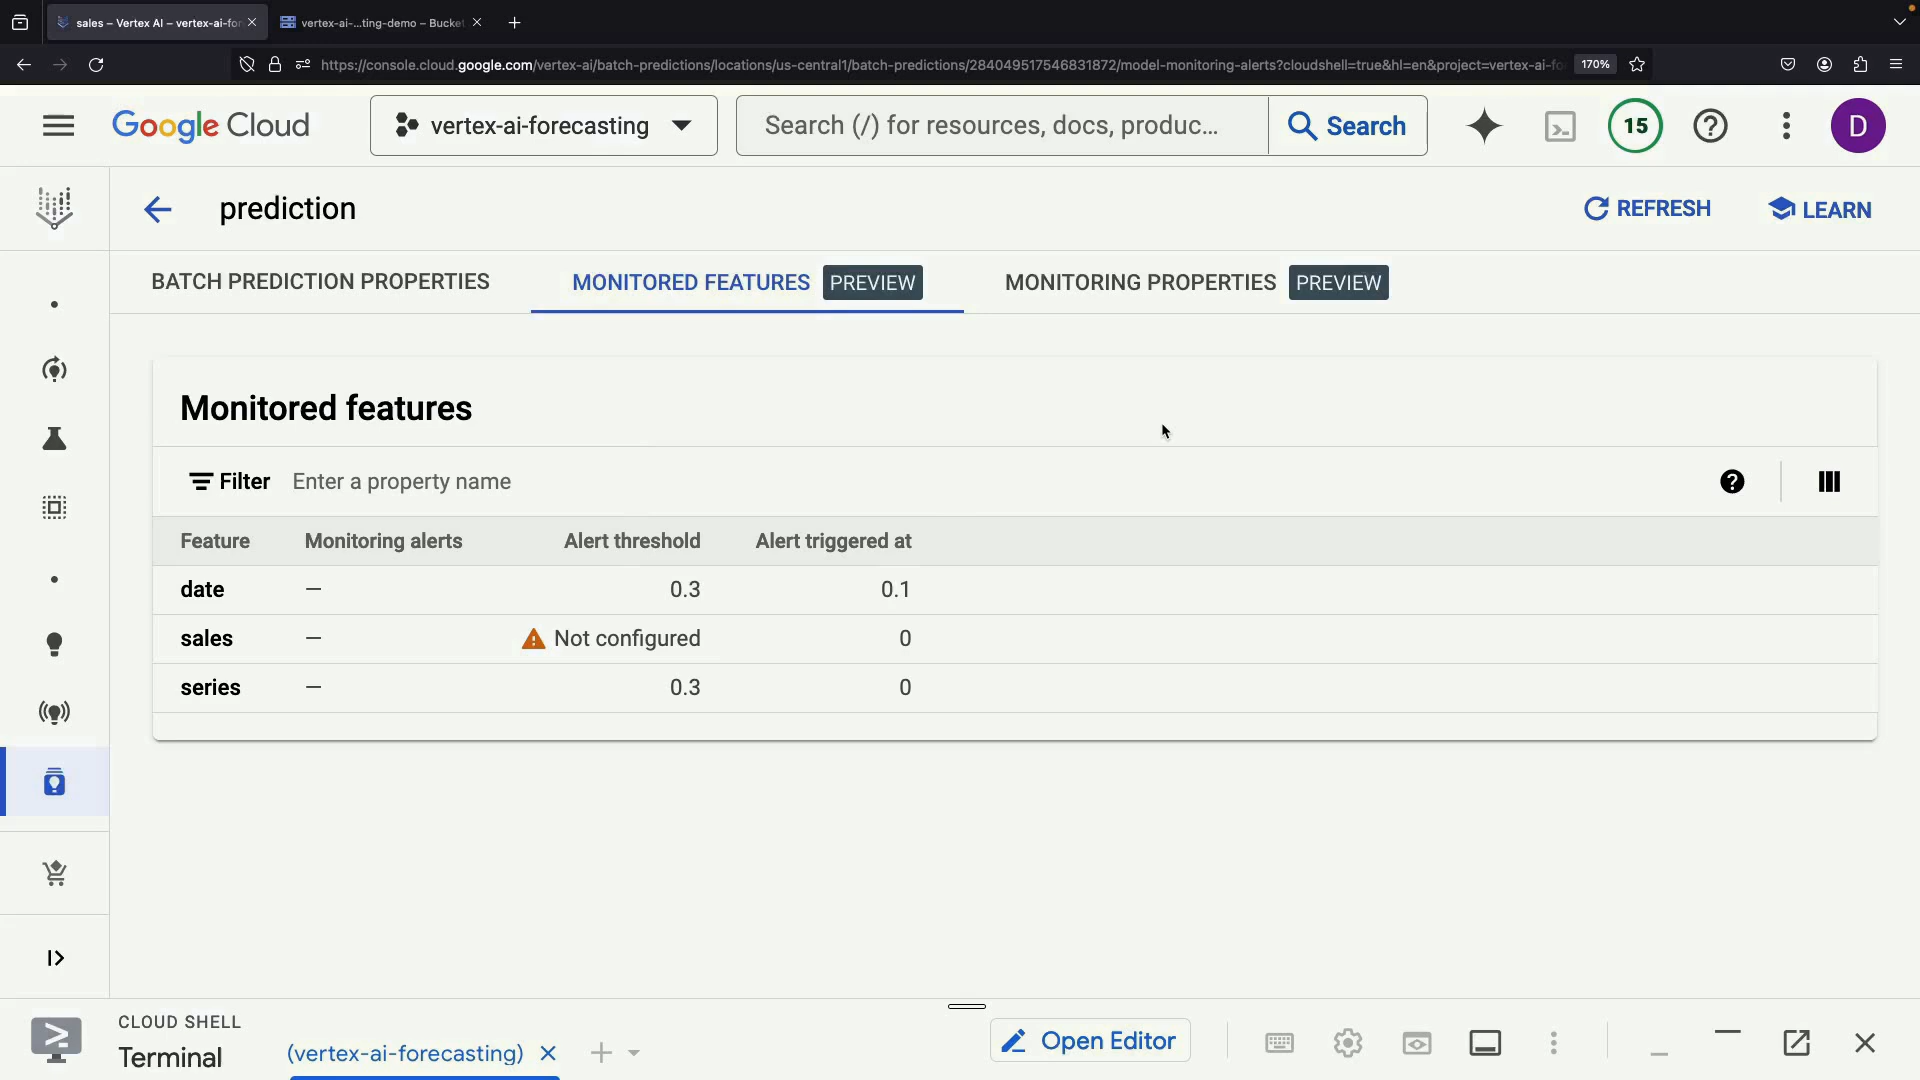 sales – Vertex AI – vertex-ai-for
vertex-ai-...ting-demo – Bucke
https://console.cloud.google.com/vertex-ai/batch-predictions/locations/us-central1/batch-predictions/284049517546831872/model-monitoring-alerts?cloudshell=true&hl=en&project=vertex-ai-fo
170%
Google Cloud
vertex-ai-forecasting
Search (/) for resources, docs, produc...
Search
15
D
prediction
REFRESH
LEARN
BATCH PREDICTION PROPERTIES
MONITORED FEATURES PREVIEW
MONITORING PROPERTIES PREVIEW
Monitored features
Filter Enter a property name
Feature Monitoring alerts Alert threshold Alert triggered at
date — 0.3 0.1
sales — Not configured 0
series — 0.3 0
CLOUD SHELL
Terminal
(vertex-ai-forecasting)
Open Editor